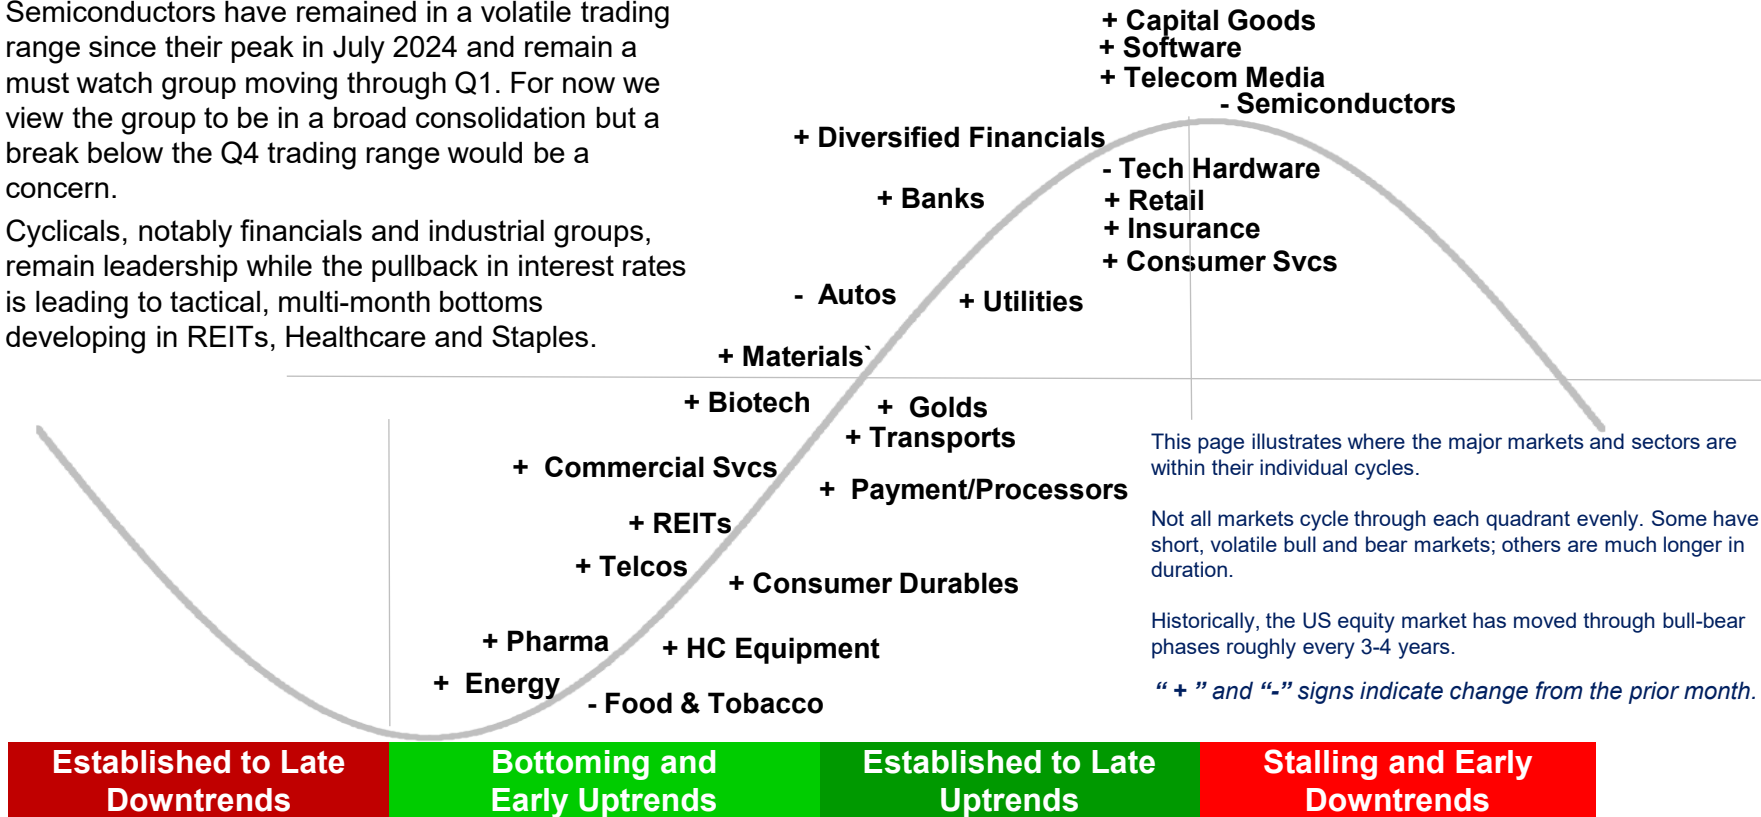 Semiconductors have remained in a volatile trading
range since their peak in July 2024 and remain a
must watch group moving through Q1. For now we
view the group to be in a broad consolidation but a
break below the Q4 trading range would be a
concern.
Cyclicals, notably financials and industrial groups,
remain leadership while the pullback in interest rates
is leading to tactical, multi-month bottoms
developing in REITs, Healthcare and Staples.
+ Capital Goods
+ Software
+ Telecom Media
- Semiconductors
+ Diversified Financials
- Tech Hardware
+ Banks
+ Retail
+ Insurance
+ Consumer Svcs
- Autos
+ Utilities
+ Materials`
+ Biotech
+ Golds
+ Transports
+ Commercial Svcs
+ Payment/Processors
+ REITs
+ Telcos
+ Consumer Durables
+ Pharma
+ HC Equipment
+ Energy
- Food & Tobacco
This page illustrates where the major markets and sectors are
within their individual cycles.
Not all markets cycle through each quadrant evenly. Some have
short, volatile bull and bear markets; others are much longer in
duration.
Historically, the US equity market has moved through bull-bear
phases roughly every 3-4 years.
“ + ” and “-” signs indicate change from the prior month.
Established to Late
Downtrends
Bottoming and
Early Uptrends
Established to Late
Uptrends
Stalling and Early
Downtrends